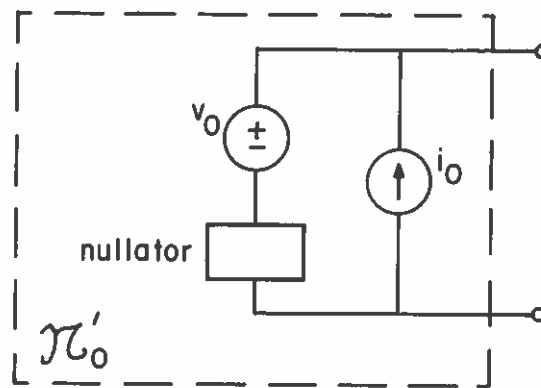 v₀
±
i₀
nullator
𝒩₀′